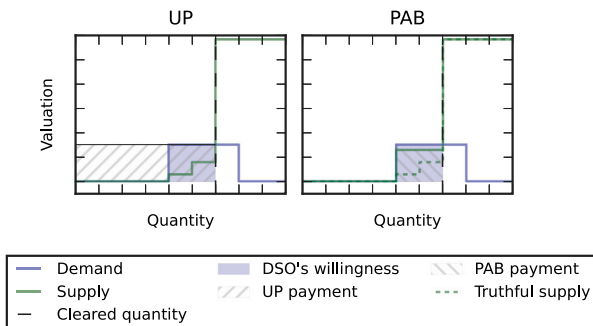 UP PAB
Valuation
Quantity Quantity
Demand DSO's willingness PAB payment
Supply UP payment Truthful supply
Cleared quantity